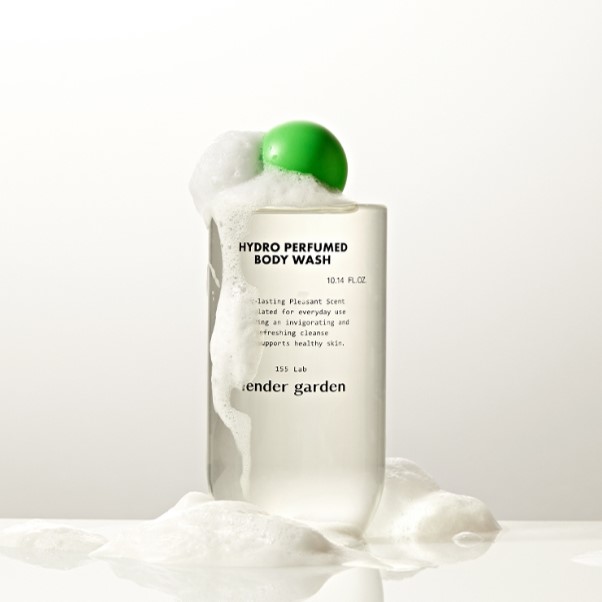 HYDRO PERFUMED
BODY WASH
10.14 FL.OZ.
-lasting Pleasant Scent
lated for everyday use
ing an invigorating and
efreshing cleanse
upports healthy skin.
155 Lab
ender garden